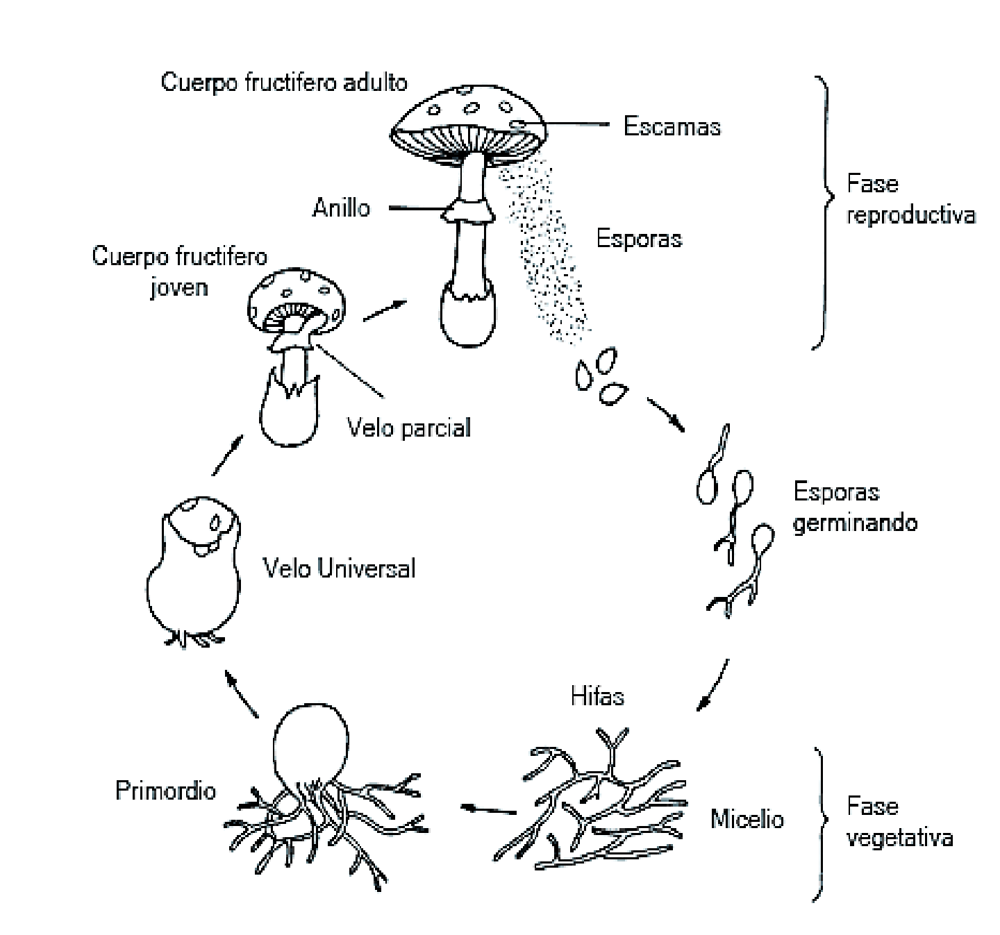 Cuerpo fructifero adulto
Escamas
Anillo
Fase
reproductiva
Esporas
Cuerpo fructifero
joven
Velo parcial
Esporas
germinando
Velo Universal
Hifas
Primordio
Micelio
Fase
vegetativa